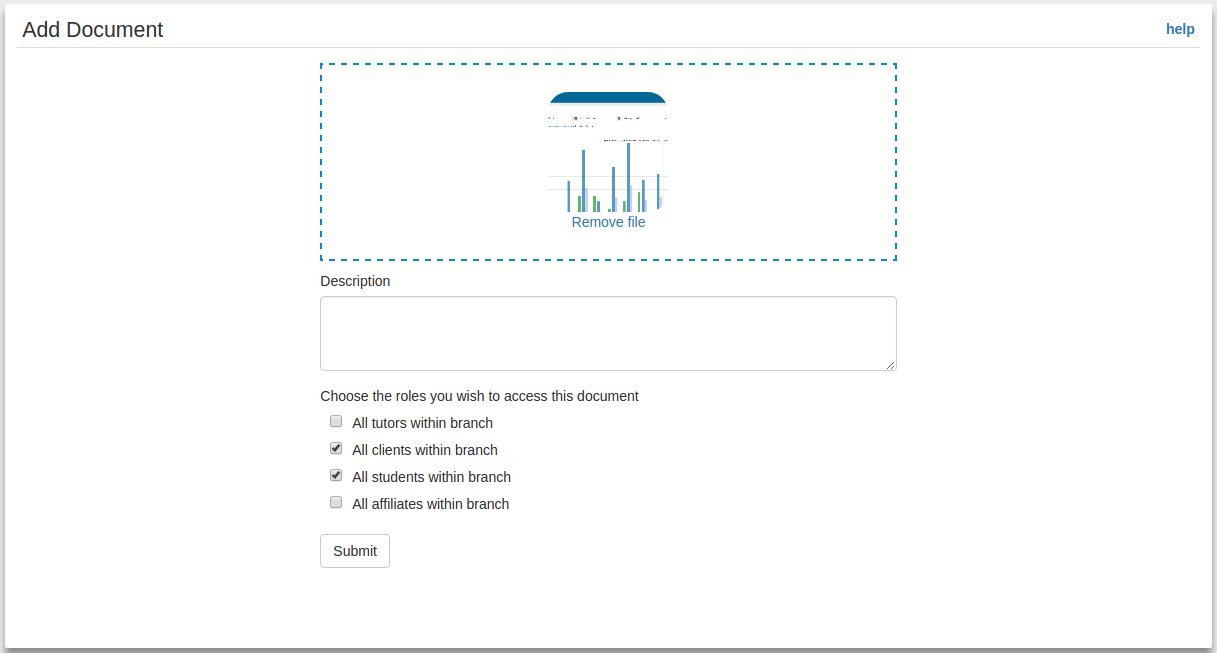 Add Document
help
Remove file
Description
Choose the roles you wish to access this document
All tutors within branch
All clients within branch
All students within branch
All affiliates within branch
Submit